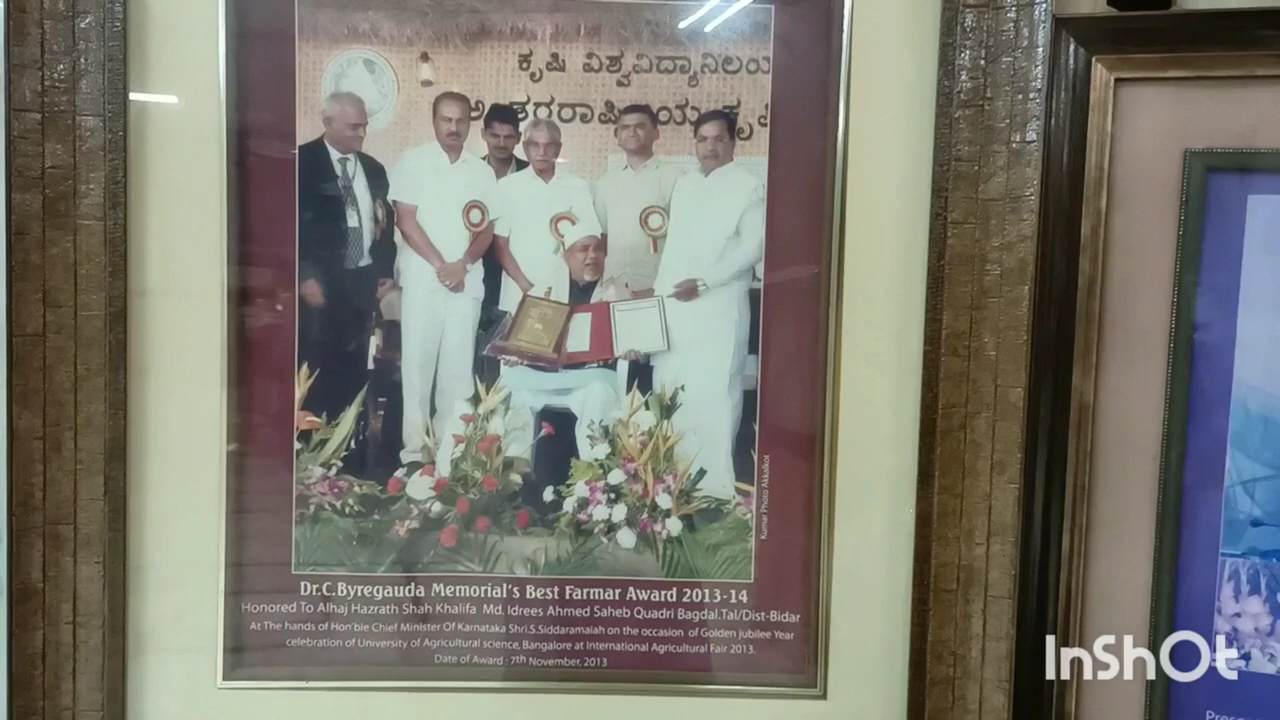 ಕೃಷಿ ವಿಶ್ವವಿದ್ಯಾನಿಲಯ
Kumar Photo Akkalkot
Dr.C.Byregauda Memorial's Best Farmar Award 2013-14
Honored To Alhaj Hazrath Shah Khalifa Md. Idrees Ahmed Saheb Quadri Bagdal.Tal/Dist-Bidar
At The hands of Hon'ble Chief Minister Of Karnataka Shri.S.Siddaramaiah on the occasion of Golden Jubilee Year
celebration of University of Agricultural science, Bangalore at International Agricultural Fair 2013.
Date of Award : 7th November, 2013
InShOt